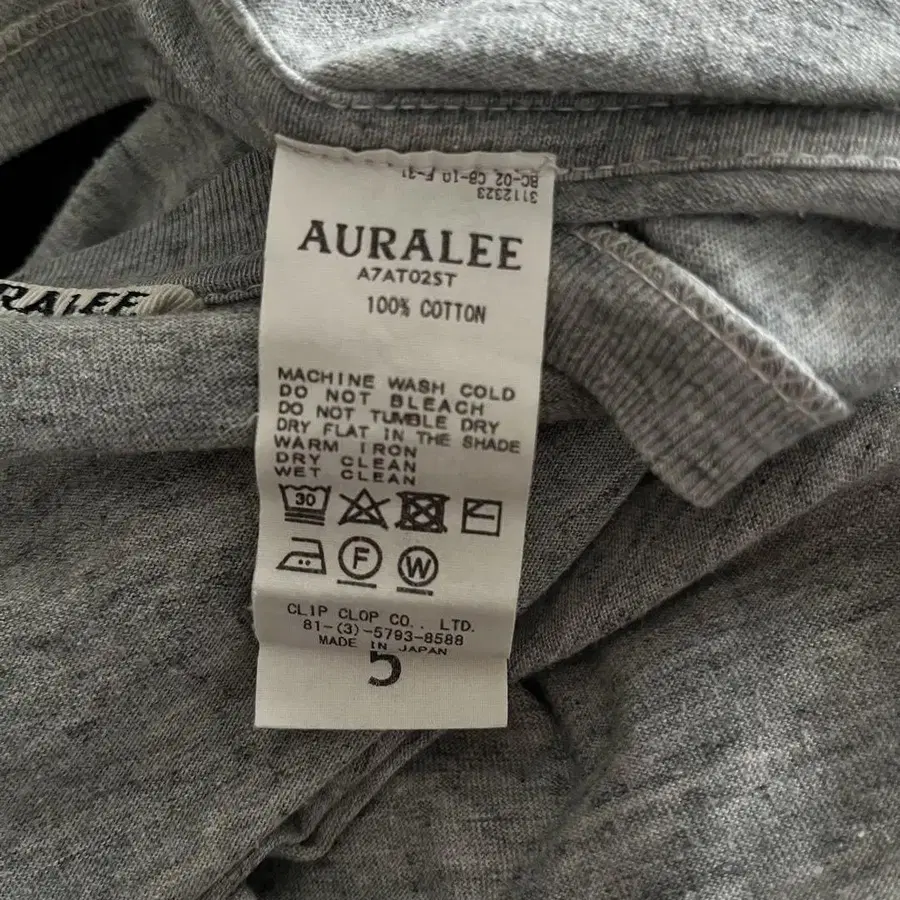 3112323
BC-02 CB-10 F-31
AURALEE
A7AT02ST
100% COTTON
RALEE
MACHINE WASH COLD
DO NOT BLEACH
DO NOT TUMBLE DRY
DRY FLAT IN THE SHADE
WARM IRON
DRY CLEAN
WET CLEAN
30
F
W
CLIP CLOP CO., LTD.
81-(3)-5793-8588
MADE IN JAPAN
5